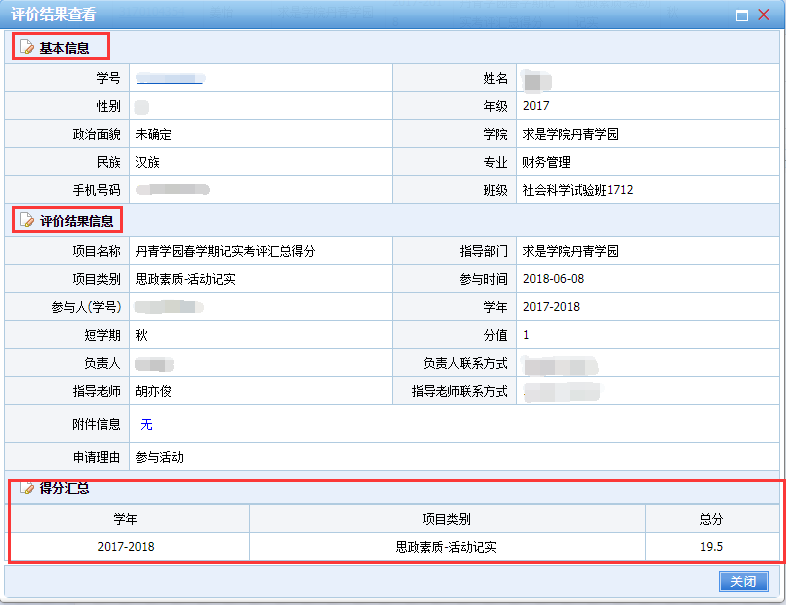 评价结果查看
基本信息
学号 姓名
性别 年级 2017
政治面貌 未确定 学院 求是学院丹青学园
民族 汉族 专业 财务管理
手机号码 班级 社会科学试验班1712
评价结果信息
项目名称 丹青学园春学期记实考评汇总得分 指导部门 求是学院丹青学园
项目类别 思政素质-活动记实 参与时间 2018-06-08
参与人(学号) 学年 2017-2018
短学期 秋 分值 1
负责人 负责人联系方式
指导老师 胡亦俊 指导老师联系方式
附件信息 无
申请理由 参与活动
得分汇总
学年 项目类别 总分
2017-2018 思政素质-活动记实 19.5
关闭